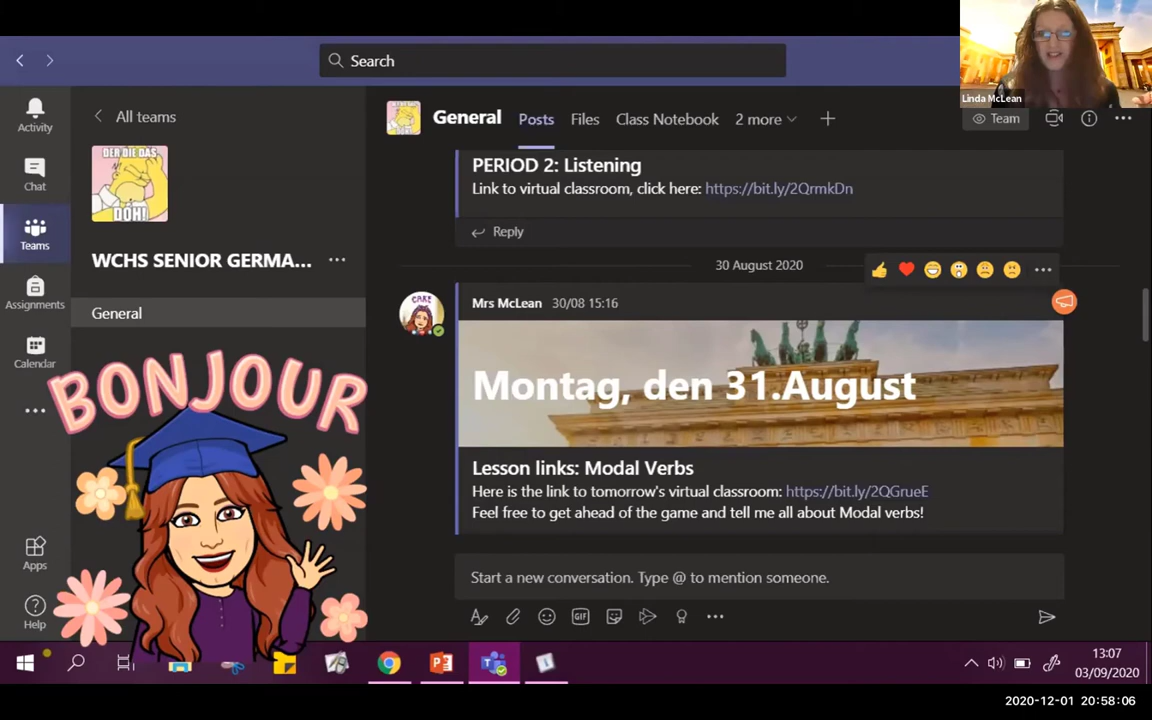 Search
Linda McLean
Activity
Chat
Teams
Assignments
Calendar
Apps
Help
All teams
DER DIE DAS
DOH!
WCHS SENIOR GERMA...
General
BONJOUR
General Posts Files Class Notebook 2 more
Team
PERIOD 2: Listening
Link to virtual classroom, click here: https://bit.ly/2QrmkDn
Reply
30 August 2020
CAKE
Mrs McLean 30/08 15:16
Montag, den 31.August
Lesson links: Modal Verbs
Here is the link to tomorrow's virtual classroom: https://bit.ly/2QGrueE
Feel free to get ahead of the game and tell me all about Modal verbs!
Start a new conversation. Type @ to mention someone.
GIF
13:07
03/09/2020
2020-12-01 20:58:06